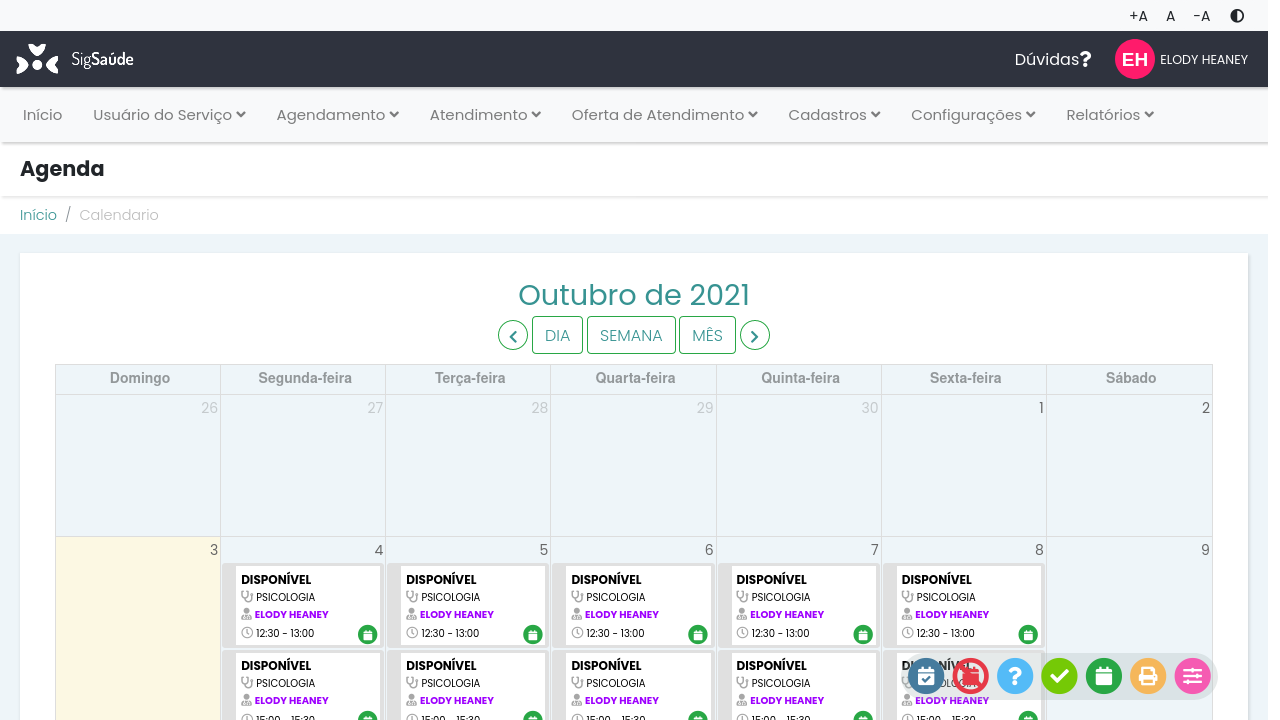 +A A -A
SigSaúde
Dúvidas? EH ELODY HEANEY
Início Usuário do Serviço Agendamento Atendimento Oferta de Atendimento Cadastros Configurações Relatórios
Agenda
Início / Calendario
Outubro de 2021
DIA SEMANA MÊS
Domingo Segunda-feira Terça-feira Quarta-feira Quinta-feira Sexta-feira Sábado
26 27 28 29 30 1 2
3 4 5 6 7 8 9
DISPONÍVEL DISPONÍVEL DISPONÍVEL DISPONÍVEL DISPONÍVEL
PSICOLOGIA PSICOLOGIA PSICOLOGIA PSICOLOGIA PSICOLOGIA
ELODY HEANEY ELODY HEANEY ELODY HEANEY ELODY HEANEY ELODY HEANEY
12:30 - 13:00 12:30 - 13:00 12:30 - 13:00 12:30 - 13:00 12:30 - 13:00
DISPONÍVEL DISPONÍVEL DISPONÍVEL DISPONÍVEL DISPONÍVEL
PSICOLOGIA PSICOLOGIA PSICOLOGIA PSICOLOGIA
ELODY HEANEY ELODY HEANEY ELODY HEANEY ELODY HEANEY ELODY HEANEY
15:00 - 15:30 15:00 - 15:30 15:00 - 15:30 15:00 - 15:30 15:00 - 15:30